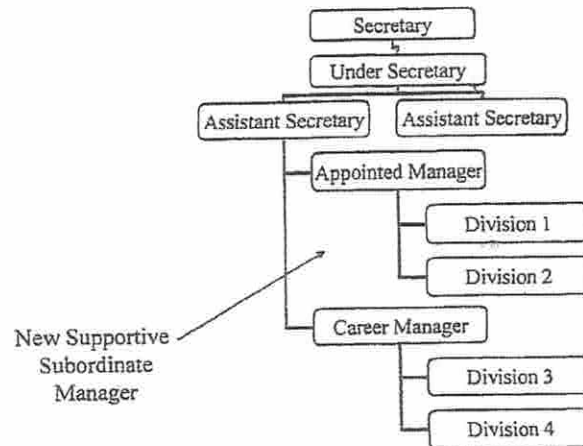 Secretary
Under Secretary
Assistant Secretary
Assistant Secretary
Appointed Manager
Division 1
Division 2
New Supportive
Subordinate
Manager
Career Manager
Division 3
Division 4